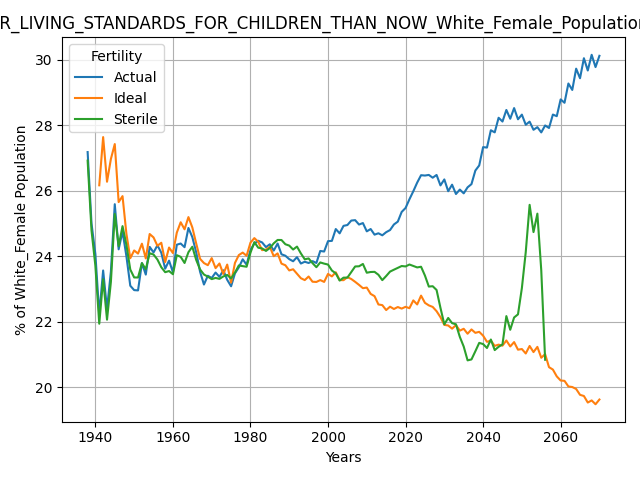 R_LIVING_STANDARDS_FOR_CHILDREN_THAN_NOW_White_Female_Population
Fertility
Actual
Ideal
Sterile
% of White_Female Population
30
28
26
24
22
20
1940
1960
1980
2000
2020
2040
2060
Years